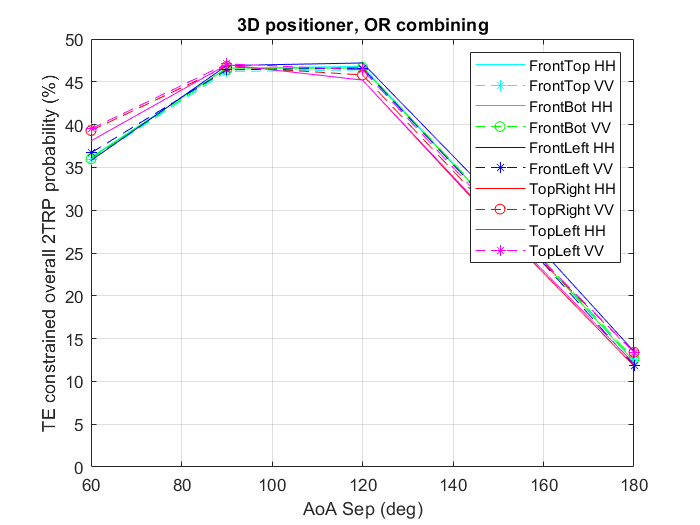 3D positioner, OR combining
TE constrained overall 2TRP probability (%)
50
45
40
35
30
25
20
15
10
5
0
60
80
100
120
140
160
180
AoA Sep (deg)
FrontTop HH
FrontTop VV
FrontBot HH
FrontBot VV
FrontLeft HH
FrontLeft VV
TopRight HH
TopRight VV
TopLeft HH
TopLeft VV